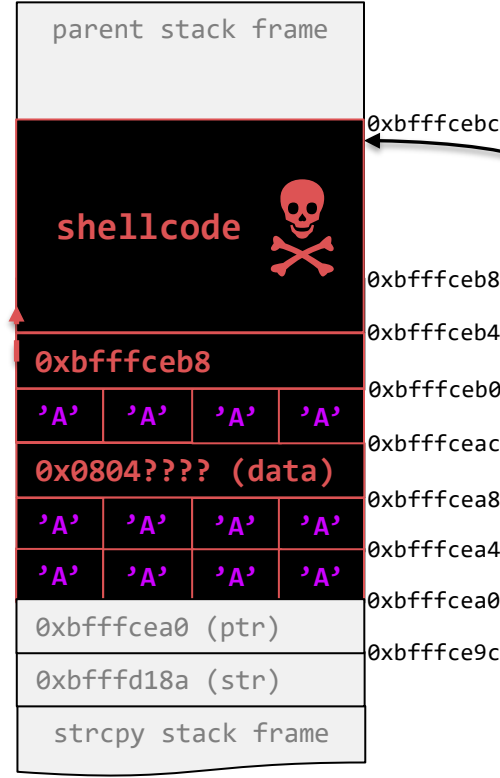 parent stack frame
0xbfffcebc
shellcode
0xbfffceb8
0xbfffceb4
0xbfffceb8
0xbfffceb0
’A’ ’A’ ’A’ ’A’
0xbfffceac
0x0804???? (data)
0xbfffcea8
’A’ ’A’ ’A’ ’A’
0xbfffcea4
’A’ ’A’ ’A’ ’A’
0xbfffcea0
0xbfffcea0 (ptr)
0xbfffce9c
0xbfffd18a (str)
strcpy stack frame